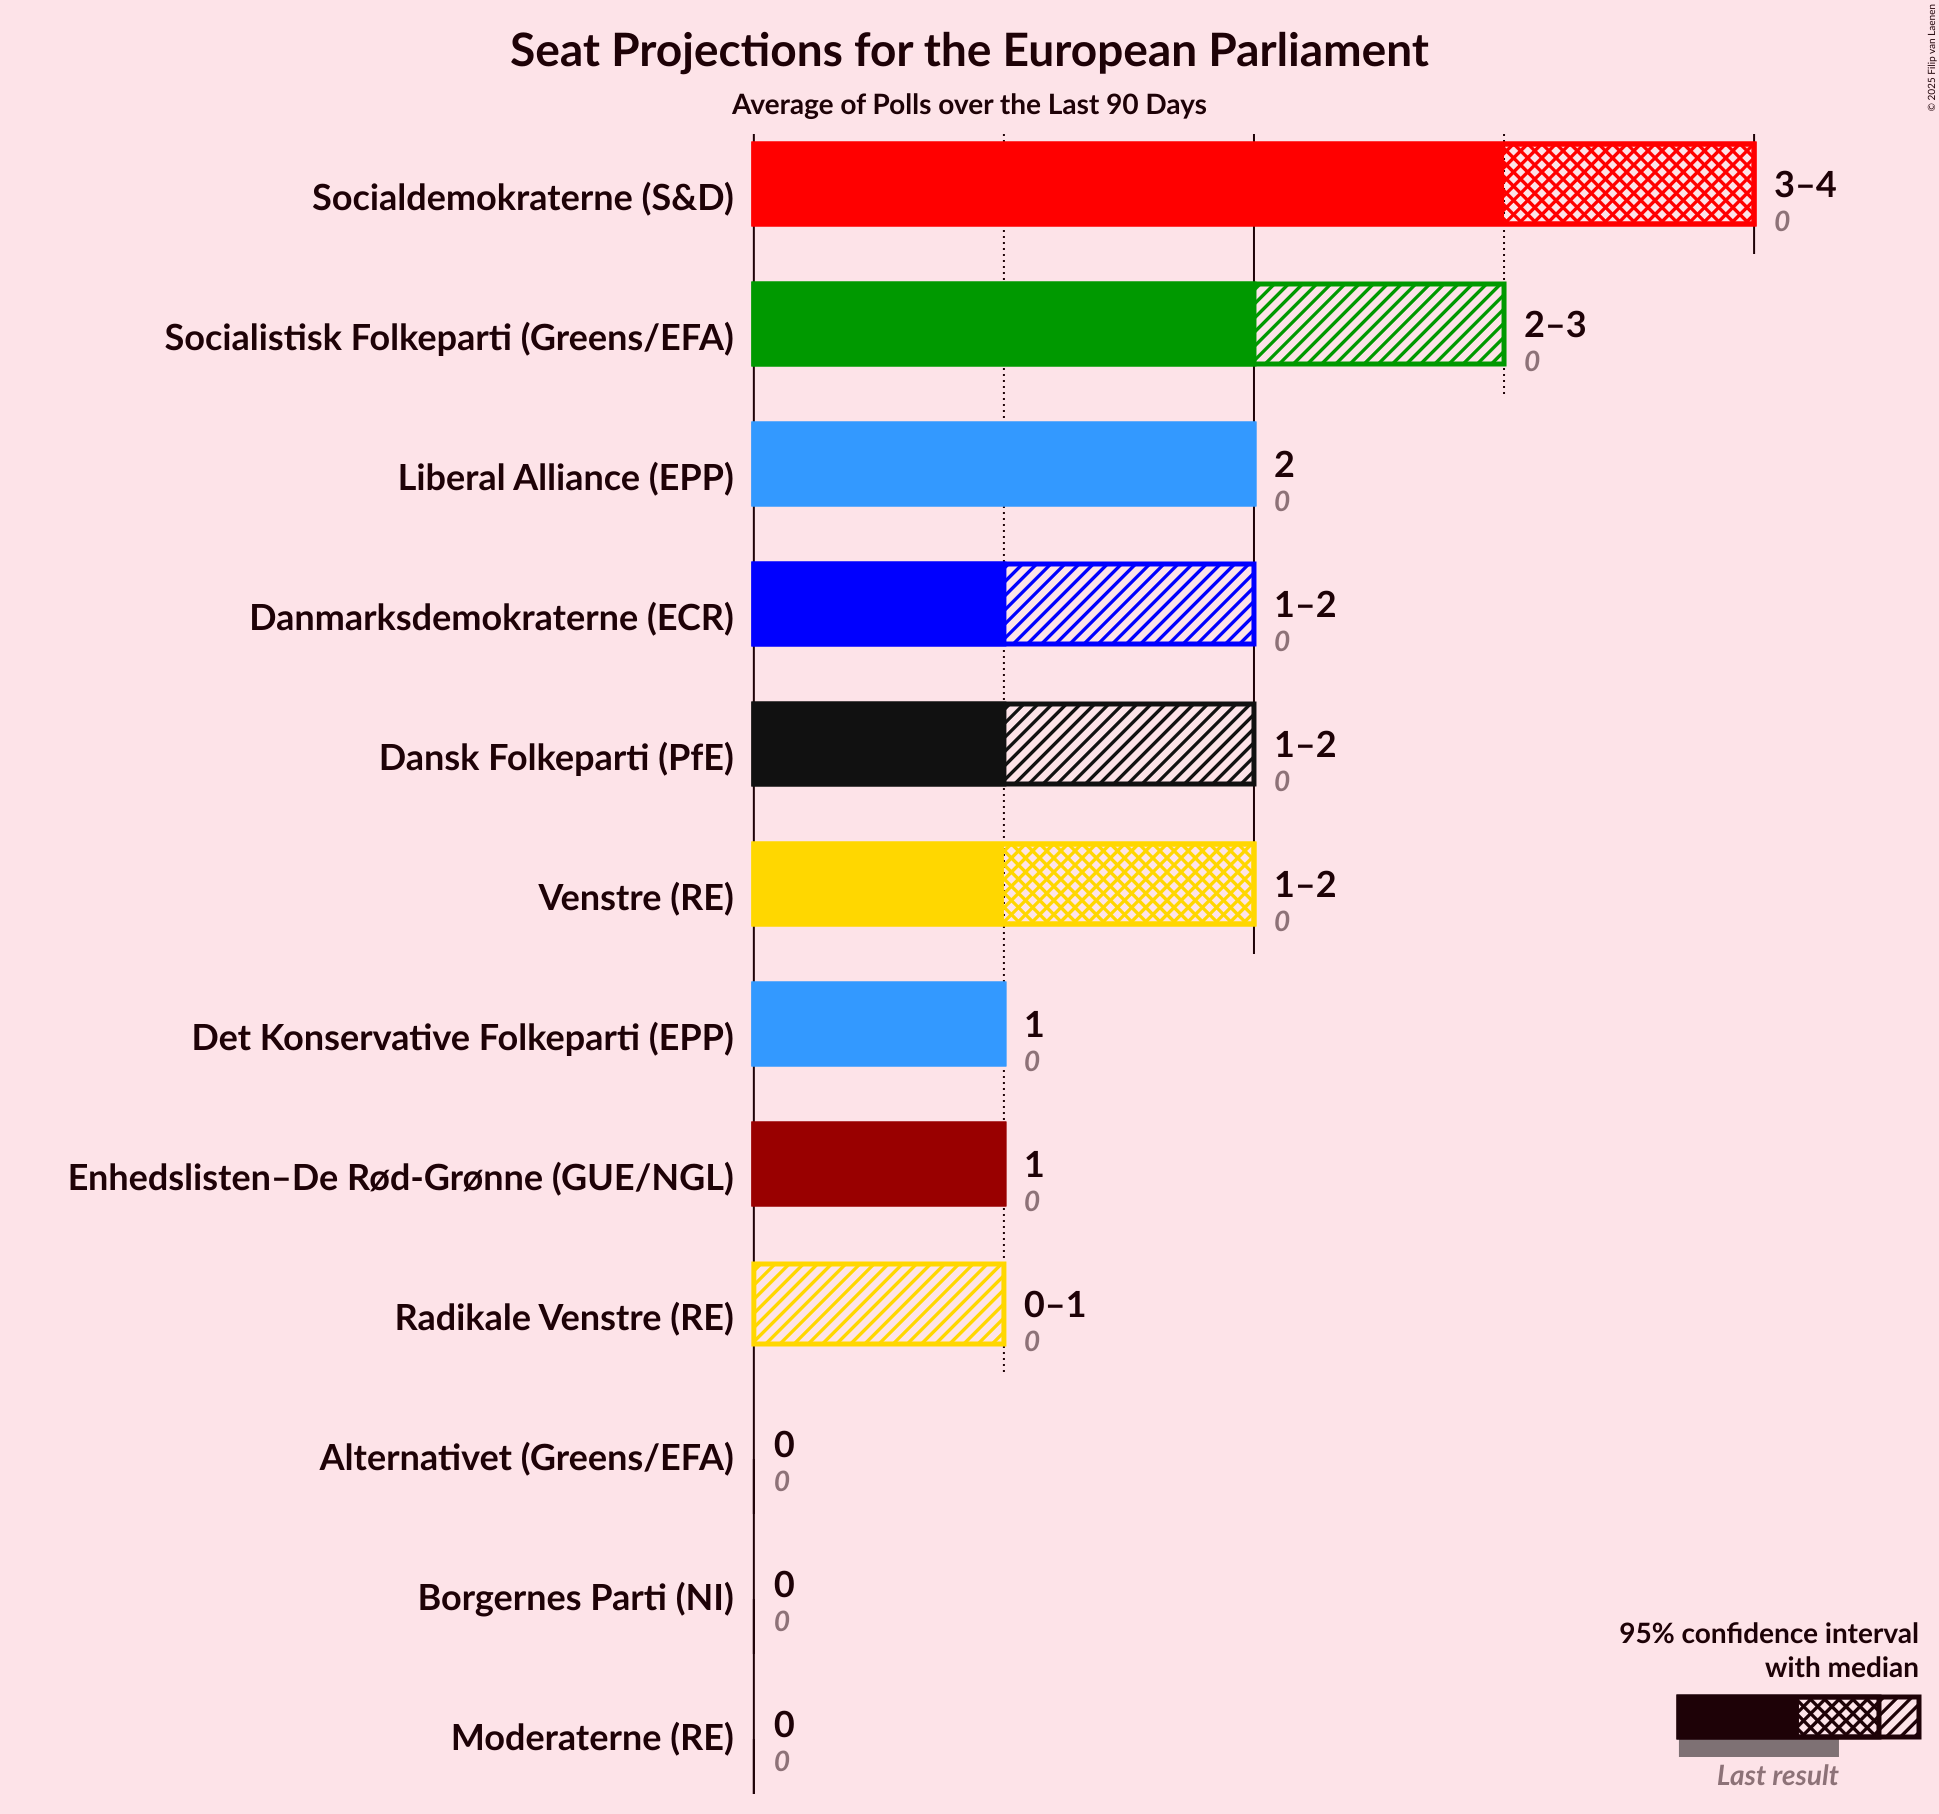 Seat Projections for the European Parliament
Average of Polls over the Last 90 Days
© 2025 Filip van Laenen
Socialdemokraterne (S&D)
3–4
0
Socialistisk Folkeparti (Greens/EFA)
2–3
0
Liberal Alliance (EPP)
2
0
Danmarksdemokraterne (ECR)
1–2
0
Dansk Folkeparti (PfE)
1–2
0
Venstre (RE)
1–2
0
Det Konservative Folkeparti (EPP)
1
0
Enhedslisten–De Rød-Grønne (GUE/NGL)
1
0
Radikale Venstre (RE)
0–1
0
Alternativet (Greens/EFA)
0
0
Borgernes Parti (NI)
0
0
Moderaterne (RE)
0
0
95% confidence interval
with median
Last result